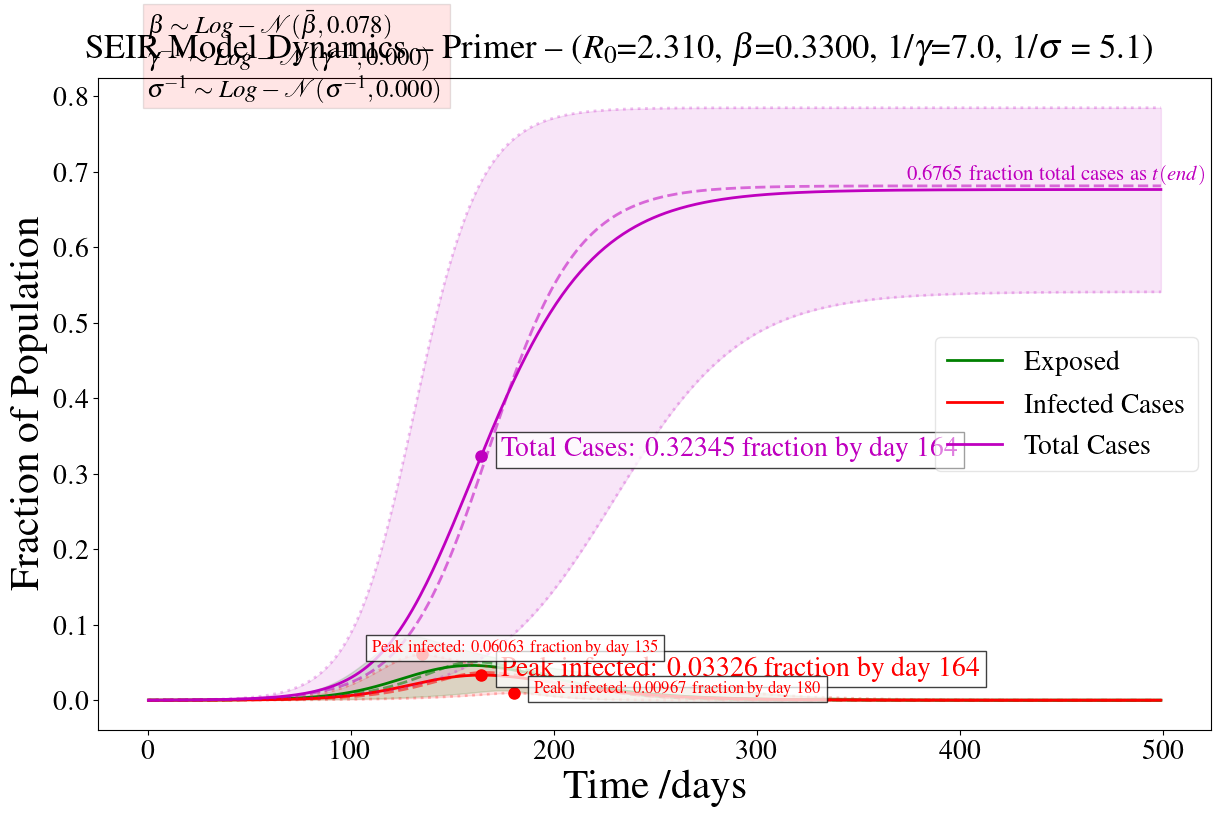 β ∼ Log − 𝒩(β̄, 0.078)
SEIR Model Dynamics – Primer – (R₀=2.310, β=0.3300, 1/γ=7.0, 1/σ = 5.1)
γ⁻¹ ∼ Log − 𝒩(γ⁻¹, 0.000)
σ⁻¹ ∼ Log − 𝒩(σ⁻¹, 0.000)
0.8
0.7
0.6
0.5
0.4
0.3
0.2
0.1
0.0
Fraction of Population
0.6765 fraction total cases as t(end)
Exposed
Infected Cases
Total Cases
Total Cases: 0.32345 fraction by day 164
Peak infected: 0.06063 fraction by day 135
Peak infected: 0.03326 fraction by day 164
Peak infected: 0.00967 fraction by day 180
0 100 200 300 400 500
Time /days